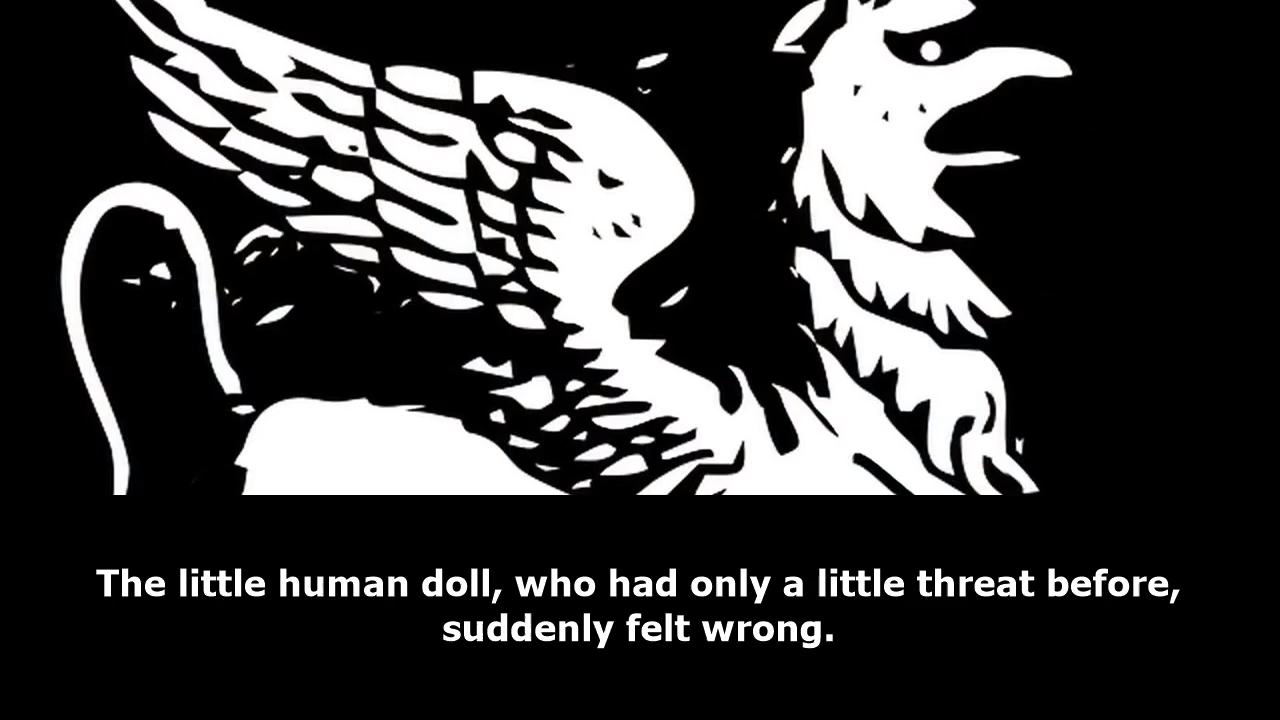 The little human doll, who had only a little threat before,
suddenly felt wrong.